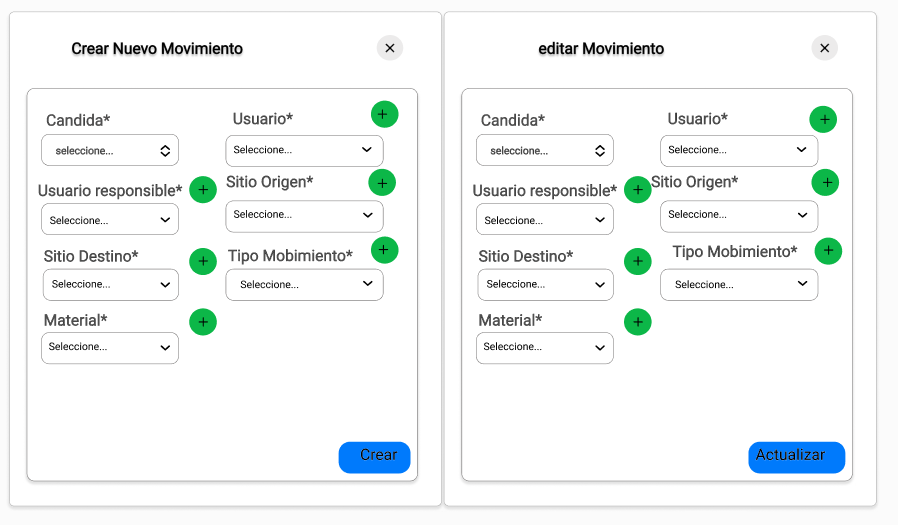 Crear Nuevo Movimiento
Candida*
Usuario*
seleccione...
Seleccione...
Usuario responsible*
Sitio Origen*
Seleccione...
Seleccione...
Sitio Destino*
Tipo Mobimiento*
Seleccione...
Seleccione...
Material*
Seleccione...
Crear
editar Movimiento
Candida*
Usuario*
seleccione...
Seleccione...
Usuario responsible*
Sitio Origen*
Seleccione...
Seleccione...
Sitio Destino*
Tipo Mobimiento*
Seleccione...
Seleccione...
Material*
Seleccione...
Actualizar